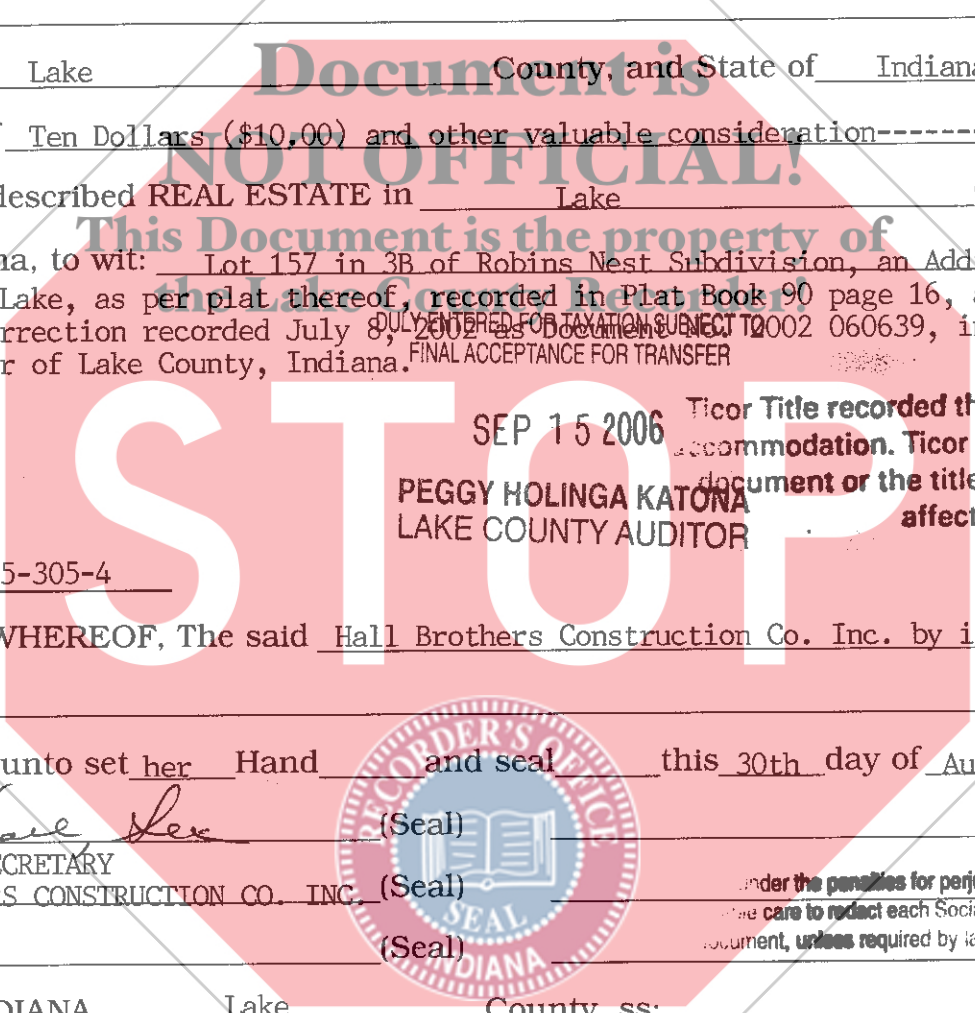 Document is
Lake County, and State of Indiana
Ten Dollars ($10.00) and other valuable consideration-------
NOT OFFICIAL!
described REAL ESTATE in Lake
This Document is the property of
na, to wit: Lot 157 in 3B of Robins Nest Subdivision, an Add
the Lake County Recorder!
Lake, as per plat thereof, recorded in Plat Book 90 page 16,
rrection recorded July 8, 2002 as Document No. 2002 060639, i
DULY ENTERED FOR TAXATION SUBJECT TO
r of Lake County, Indiana.
FINAL ACCEPTANCE FOR TRANSFER
STOP
SEP 15 2006
Ticor Title recorded th
ccommodation. Ticor
document or the title
affect
PEGGY HOLINGA KATONA
LAKE COUNTY AUDITOR
5-305-4
WHEREOF, The said Hall Brothers Construction Co. Inc. by i
unto set her Hand and seal this 30th day of Au
(Seal)
ECRETARY
RS CONSTRUCTION CO. INC. (Seal)
(Seal)
RECORDER'S OFFICE
SEAL
INDIANA
nder the penalties for perj
care to redact each Soci
ocument, unless required by la
DIANA Lake County ss: